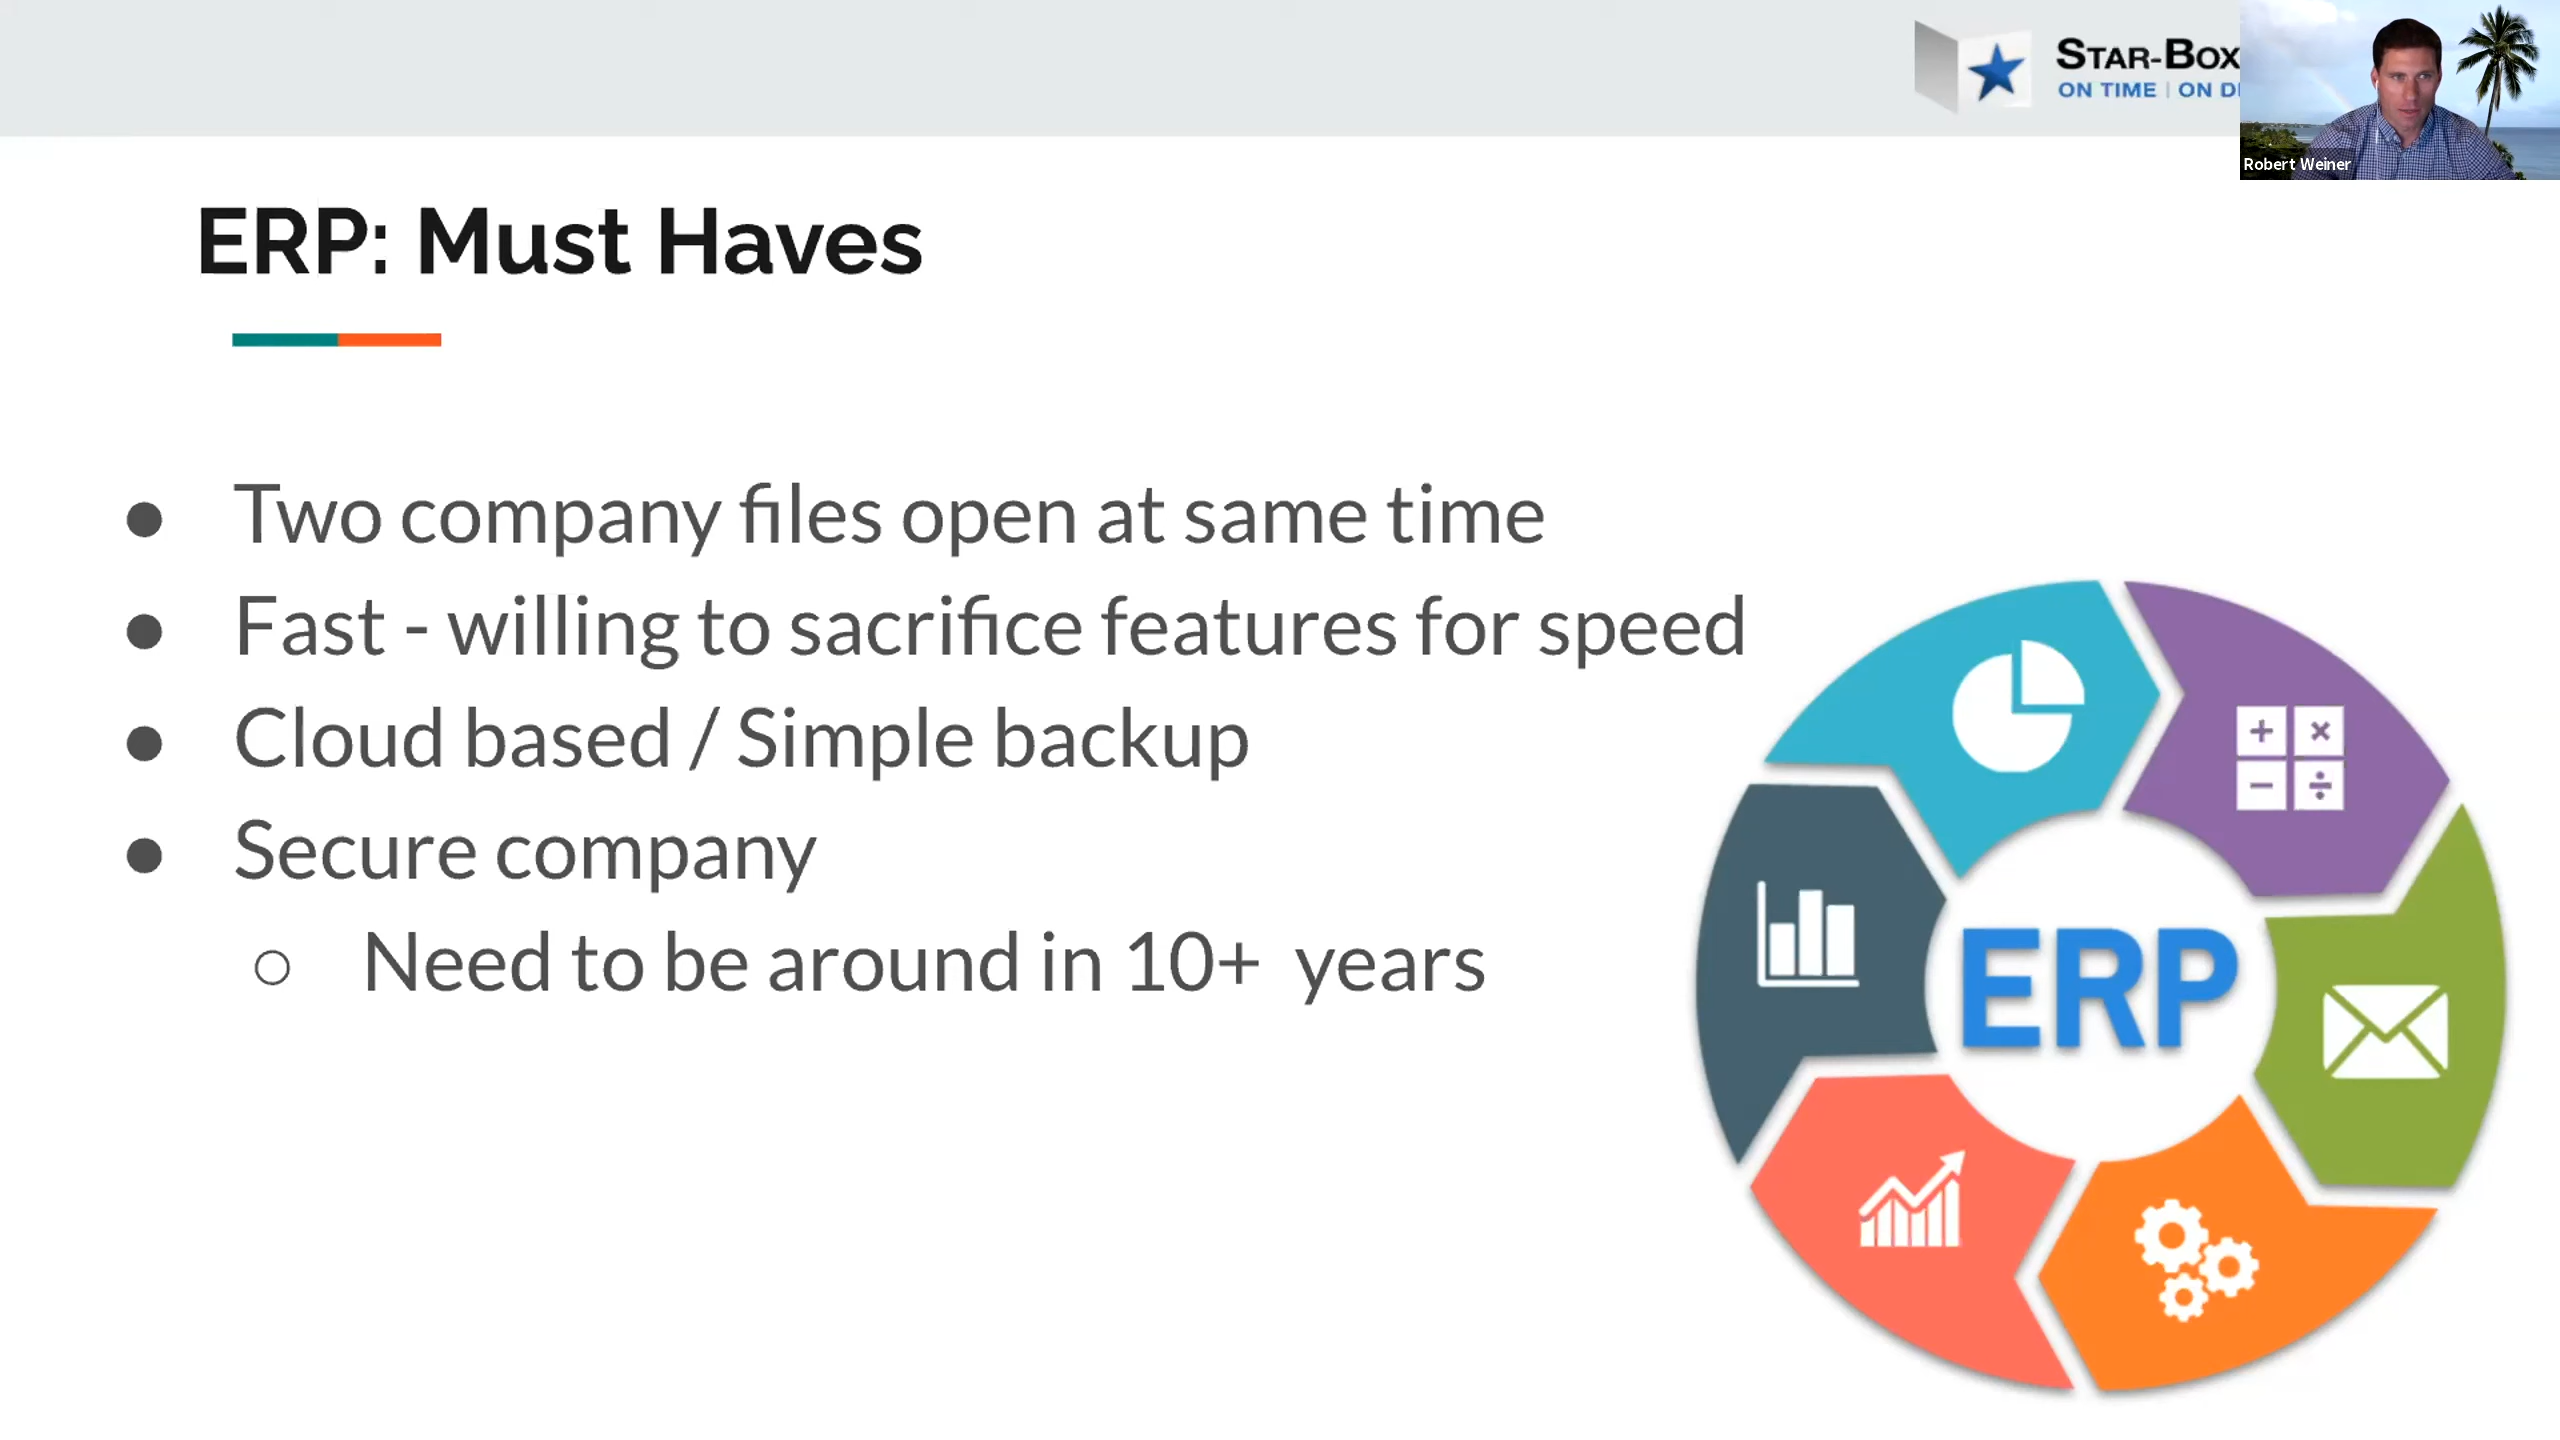 STAR-BOX
ON TIME | ON
Robert Weiner
ERP: Must Haves
● Two company files open at same time
● Fast - willing to sacrifice features for speed
● Cloud based / Simple backup
● Secure company
○ Need to be around in 10+ years
ERP